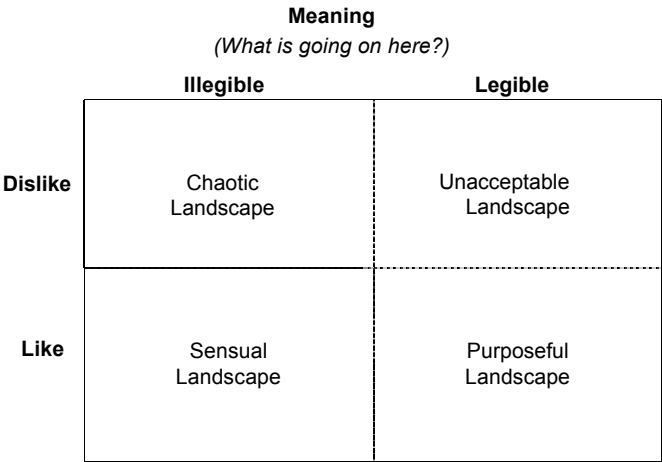 Meaning
(What is going on here?)
Illegible Legible
Dislike
Chaotic
Landscape
Unacceptable
Landscape
Like
Sensual
Landscape
Purposeful
Landscape